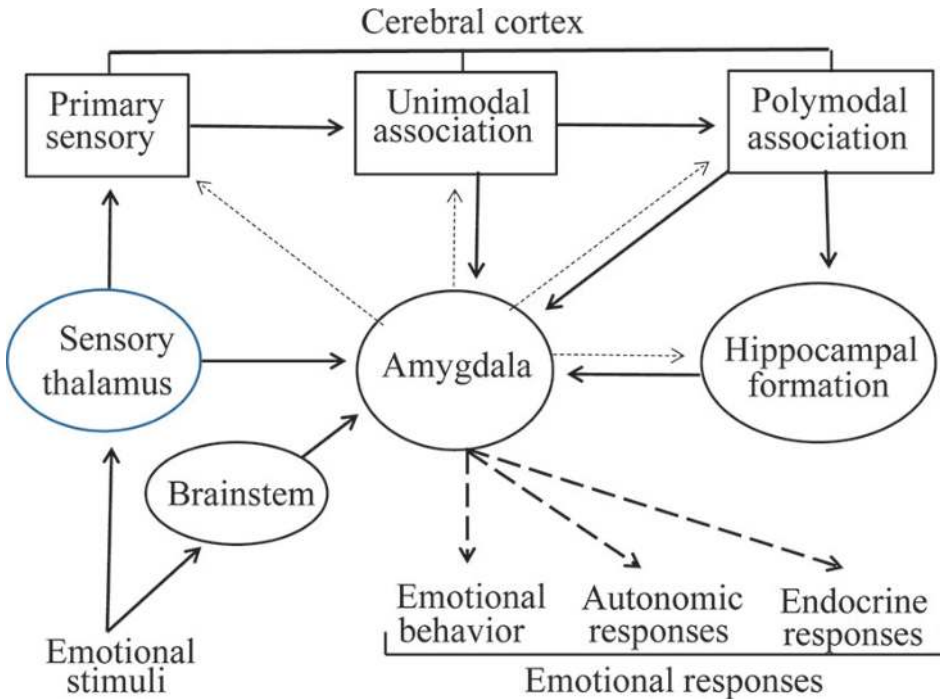 Cerebral cortex
Primary
sensory
Unimodal
association
Polymodal
association
Sensory
thalamus
Amygdala
Hippocampal
formation
Brainstem
Emotional
stimuli
Emotional
behavior
Autonomic
responses
Endocrine
responses
Emotional responses